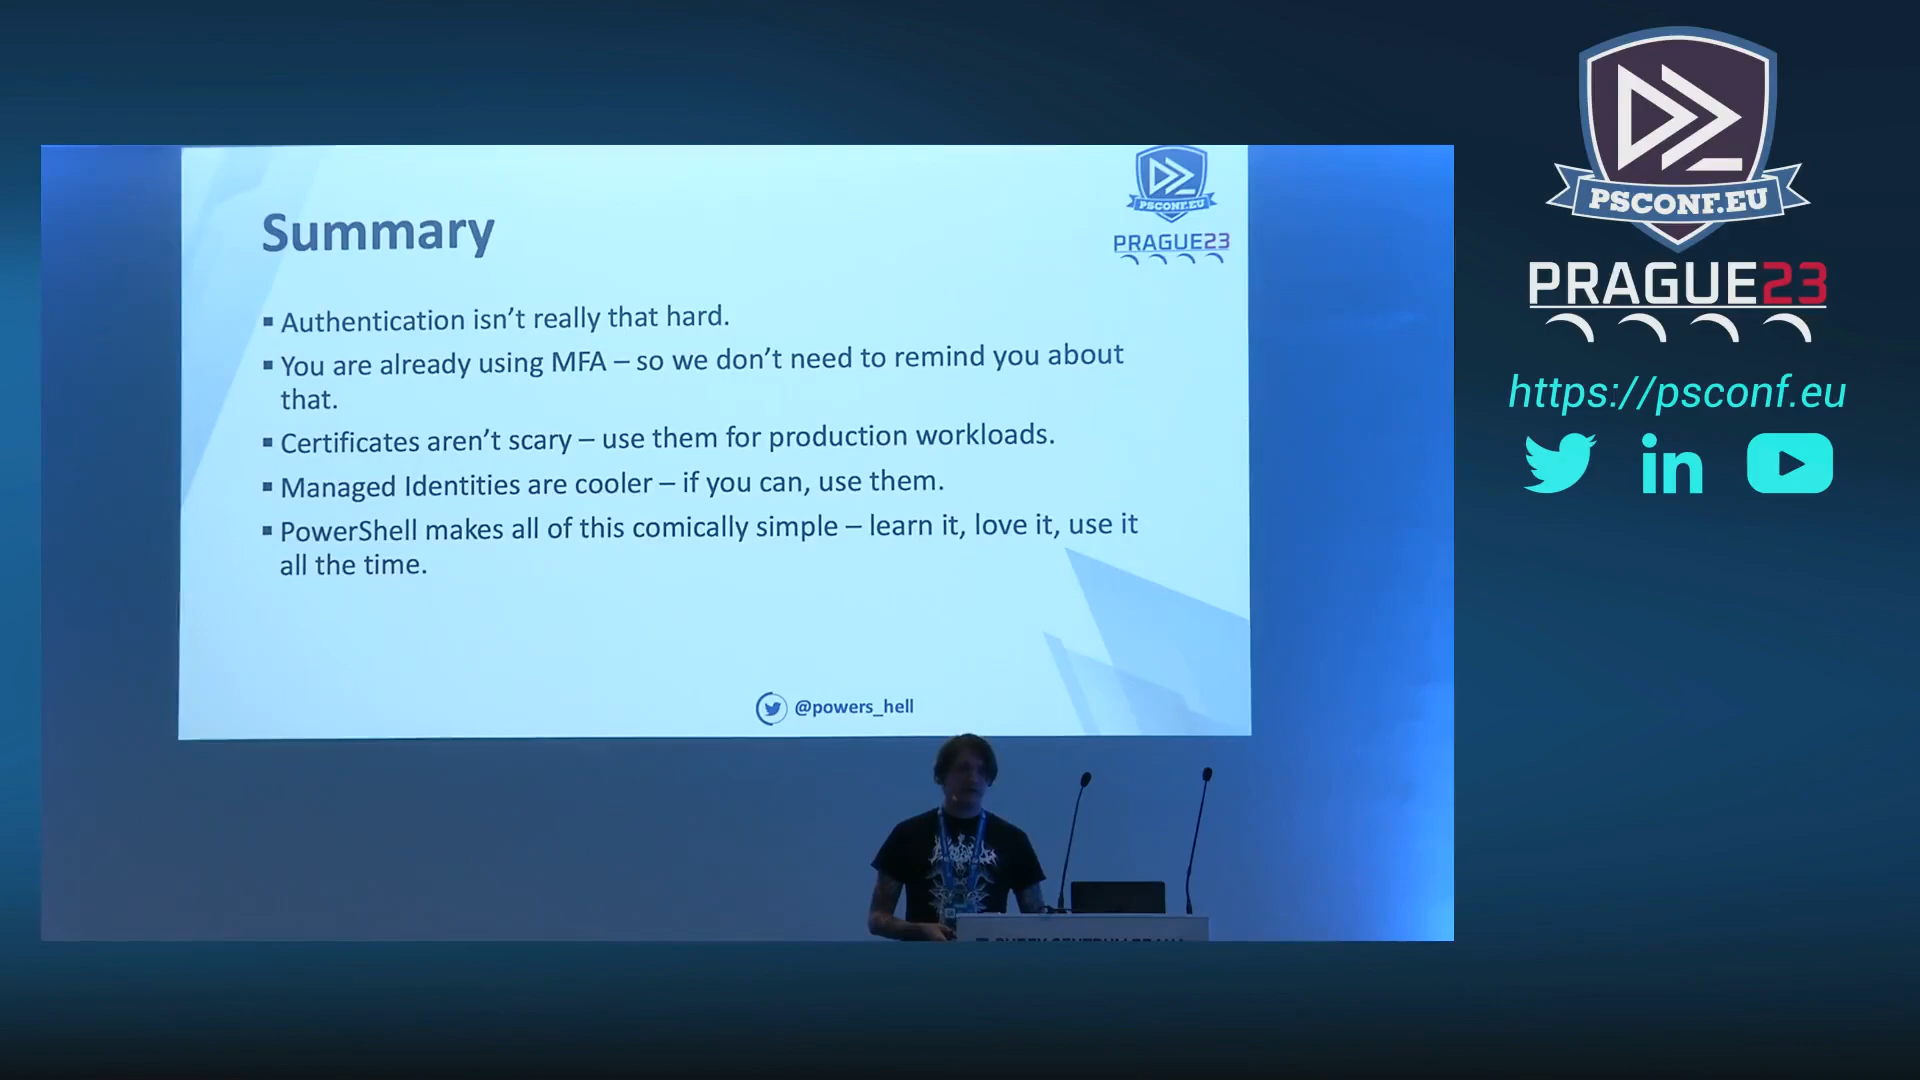 Summary
▪ Authentication isn’t really that hard.
▪ You are already using MFA – so we don’t need to remind you about
that.
▪ Certificates aren’t scary – use them for production workloads.
▪ Managed Identities are cooler – if you can, use them.
▪ PowerShell makes all of this comically simple – learn it, love it, use it
all the time.
@powers_hell
PSCONF.EU
PRAGUE23
PSCONF.EU
PRAGUE23
https://psconf.eu
in